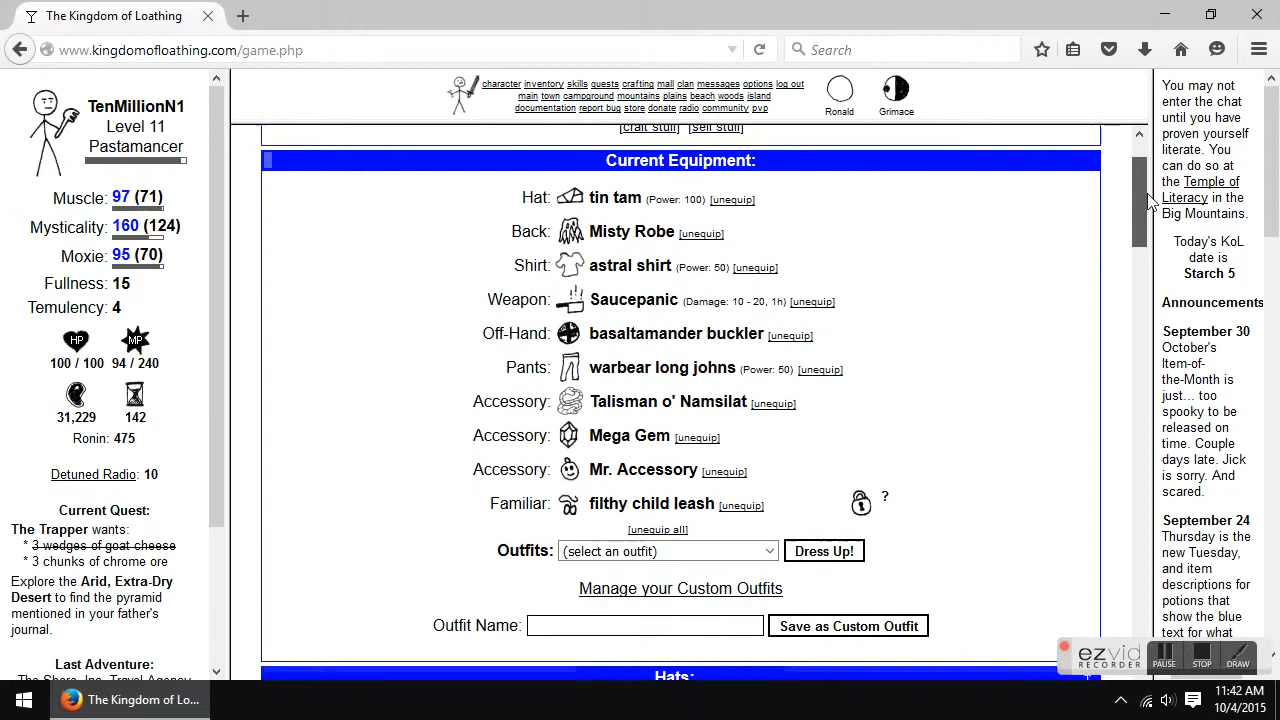 The Kingdom of Loathing
www.kingdomofloathing.com/game.php
Search
TenMillionN1
Level 11
Pastamancer
Muscle: 97 (71)
Mysticality: 160 (124)
Moxie: 95 (70)
Fullness: 15
Temulency: 4
HP
MP
100 / 100 94 / 240
31,229 142
Ronin: 475
Detuned Radio: 10
Current Quest:
The Trapper wants:
* 3 wedges of goat cheese
* 3 chunks of chrome ore
Explore the Arid, Extra-Dry
Desert to find the pyramid
mentioned in your father's
journal.
Last Adventure:
The Shore, Inc. Travel Agency
character inventory skills quests crafting mall clan messages options log out
main town campground mountains plains beach woods island
documentation report bug store donate radio community pvp
Ronald
Grimace
[craft stuff] [sell stuff]
Current Equipment:
Hat: tin tam (Power: 100) [unequip]
Back: Misty Robe [unequip]
Shirt: astral shirt (Power: 50) [unequip]
Weapon: Saucepanic (Damage: 10 - 20, 1h) [unequip]
Off-Hand: basaltamander buckler [unequip]
Pants: warbear long johns (Power: 50) [unequip]
Accessory: Talisman o' Namsilat [unequip]
Accessory: Mega Gem [unequip]
Accessory: Mr. Accessory [unequip]
Familiar: filthy child leash [unequip] ?
[unequip all]
Outfits: (select an outfit) Dress Up!
Manage your Custom Outfits
Outfit Name: Save as Custom Outfit
Hats:
You may not
enter the chat
until you have
proven yourself
literate. You
can do so at
the Temple of
Literacy in the
Big Mountains.
Today's KoL
date is
Starch 5
Announcements
September 30
October's
Item-of-
the-Month is
just... too
spooky to be
released on
time. Couple
days late. Jick
is sorry. And
scared.
September 24
Thursday is the
new Tuesday,
and item
descriptions for
potions that
show the blue
text for what
ezvid
RECORDER
PAUSE
STOP
DRAW
The Kingdom of Lo...
11:42 AM
10/4/2015